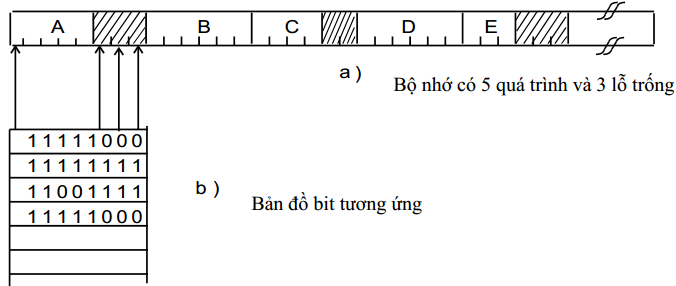 A B C D E
a )
Bộ nhớ có 5 quá trình và 3 lỗ trống
11111000
11111111
11001111
11111000
b )
Bản đồ bit tương ứng